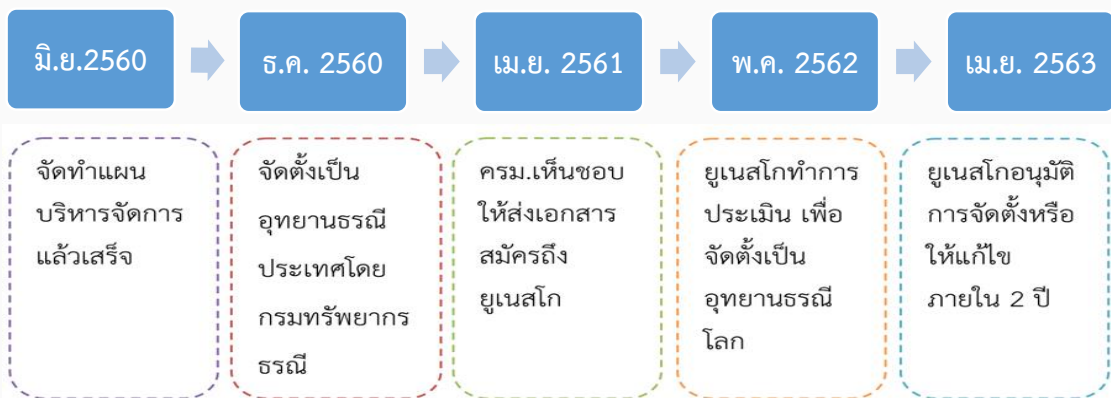 มิ.ย.2560
ธ.ค. 2560
เม.ย. 2561
พ.ค. 2562
เม.ย. 2563
จัดทำแผน
บริหารจัดการ
แล้วเสร็จ
จัดตั้งเป็น
อุทยานธรณี
ประเทศโดย
กรมทรัพยากร
ธรณี
ครม.เห็นชอบ
ให้ส่งเอกสาร
สมัครถึง
ยูเนสโก
ยูเนสโกทำการ
ประเมิน เพื่อ
จัดตั้งเป็น
อุทยานธรณี
โลก
ยูเนสโกอนุมัติ
การจัดตั้งหรือ
ให้แก้ไข
ภายใน 2 ปี